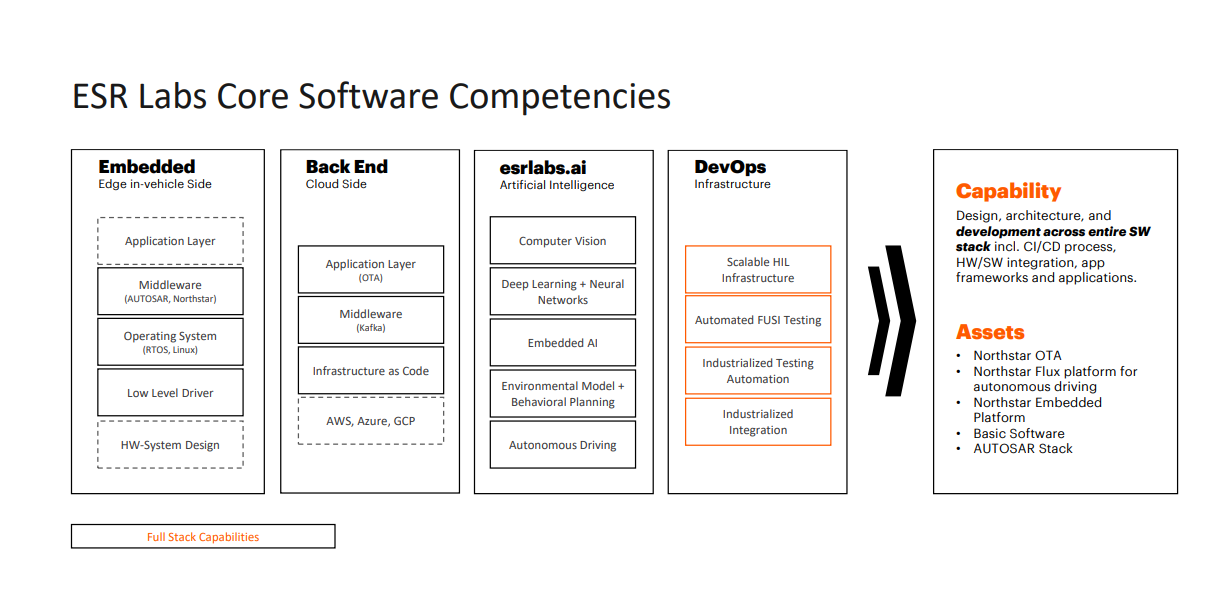 ESR Labs Core Software Competencies
Embedded
Edge in-vehicle Side
Application Layer
Middleware
(AUTOSAR, Northstar)
Operating System
(RTOS, Linux)
Low Level Driver
HW-System Design
Back End
Cloud Side
Application Layer
(OTA)
Middleware
(Kafka)
Infrastructure as Code
AWS, Azure, GCP
esrlabs.ai
Artificial Intelligence
Computer Vision
Deep Learning + Neural
Networks
Embedded AI
Environmental Model +
Behavioral Planning
Autonomous Driving
DevOps
Infrastructure
Scalable HIL
Infrastructure
Automated FUSI Testing
Industrialized Testing
Automation
Industrialized
Integration
Capability
Design, architecture, and
development across entire SW
stack incl. CI/CD process,
HW/SW integration, app
frameworks and applications.
Assets
• Northstar OTA
• Northstar Flux platform for
autonomous driving
• Northstar Embedded
Platform
• Basic Software
• AUTOSAR Stack
Full Stack Capabilities